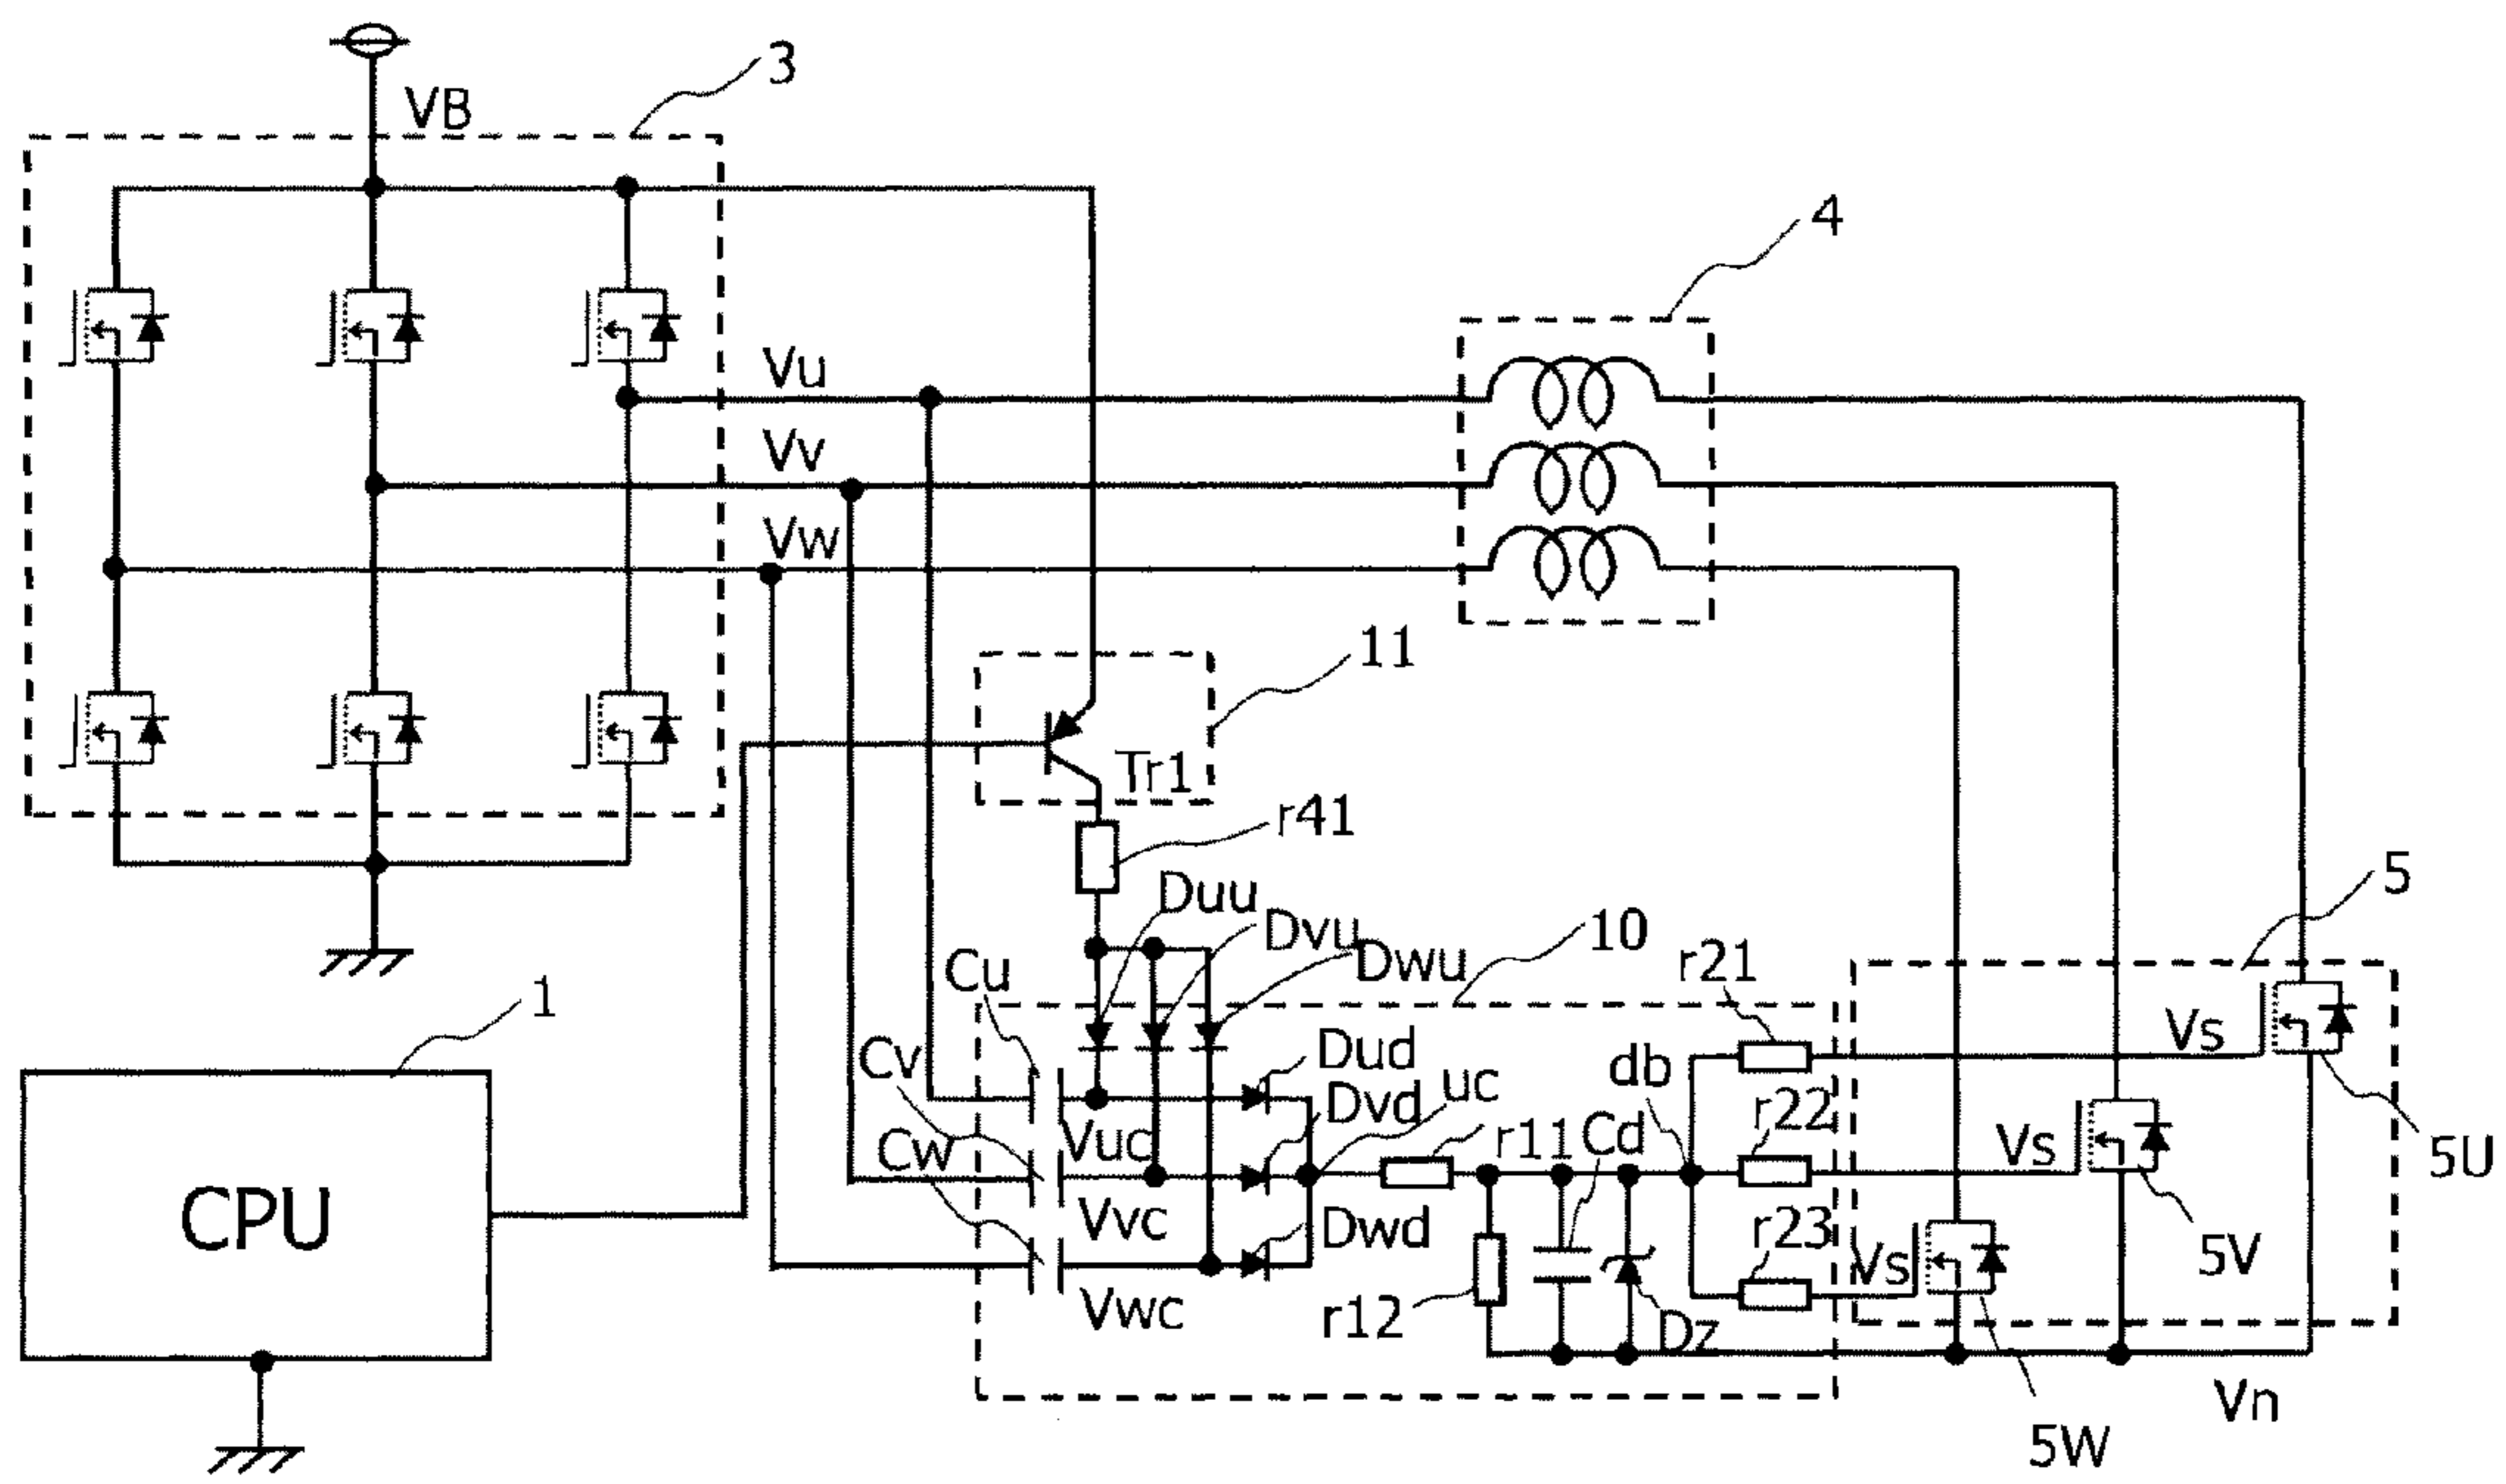 3
VB
4
Vu
Vv
Vw
11
Tr1
r41
5
Duu
Dvu
10
Dwu
r21
Cu
1
Vs
Dud
Cv
db
uc
Dvd
r22
Cd
r11
Vuc
Cw
Vs
5U
CPU
Vvc
Dwd
r23
Vs
5V
r12
Vwc
Dz
Vn
5W